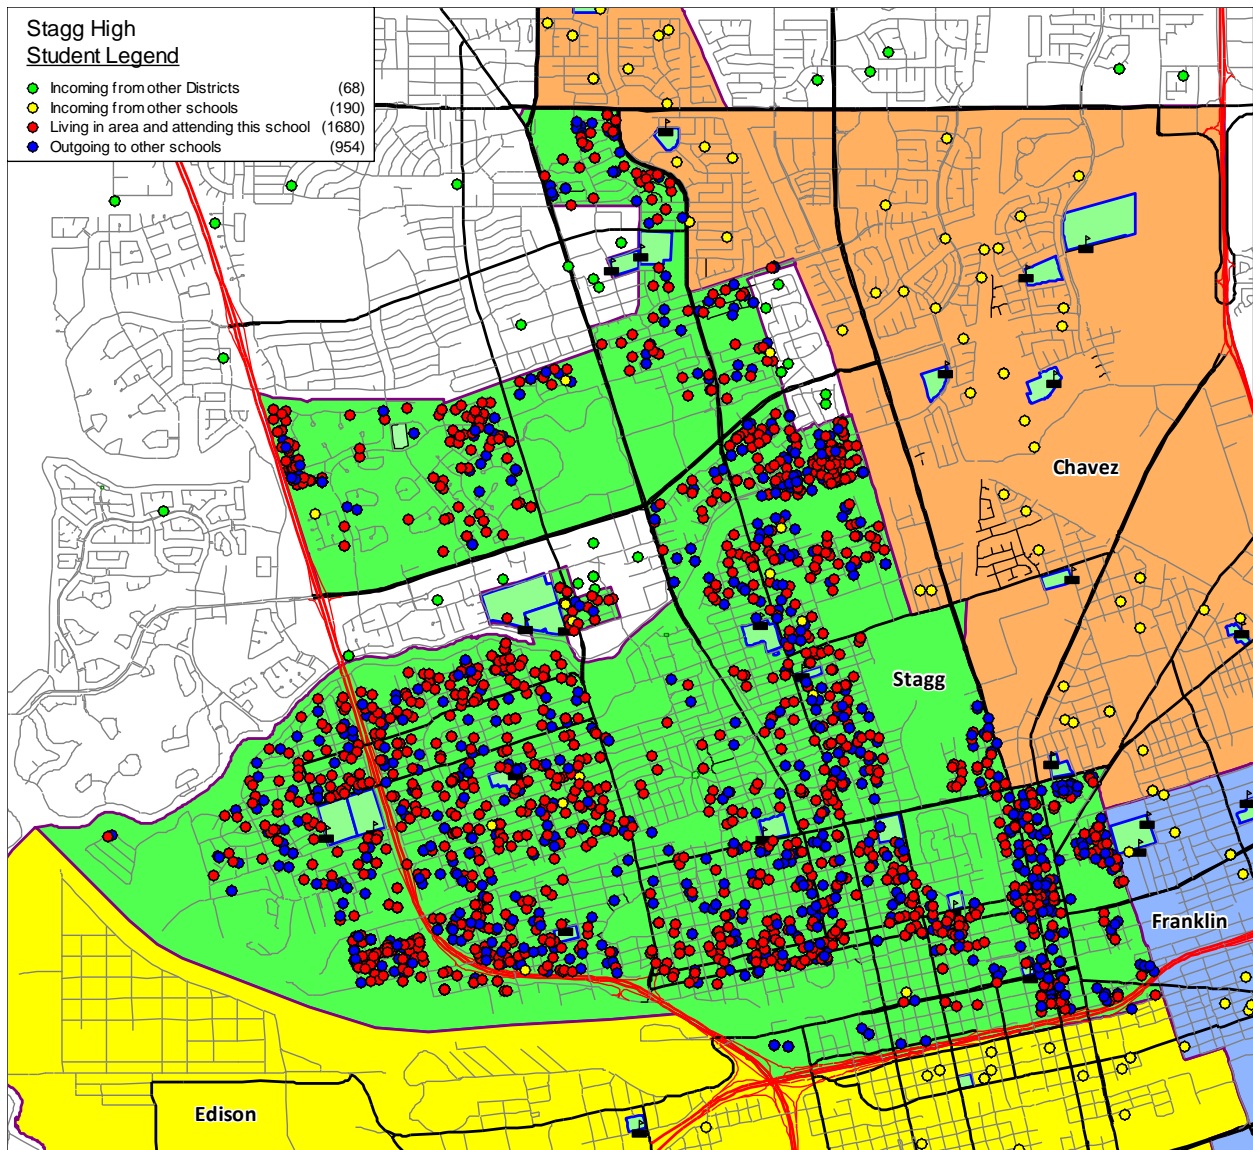 Stagg High
Student Legend
Incoming from other Districts (68)
Incoming from other schools (190)
Living in area and attending this school (1680)
Outgoing to other schools (954)
Chavez
Stagg
Franklin
Edison